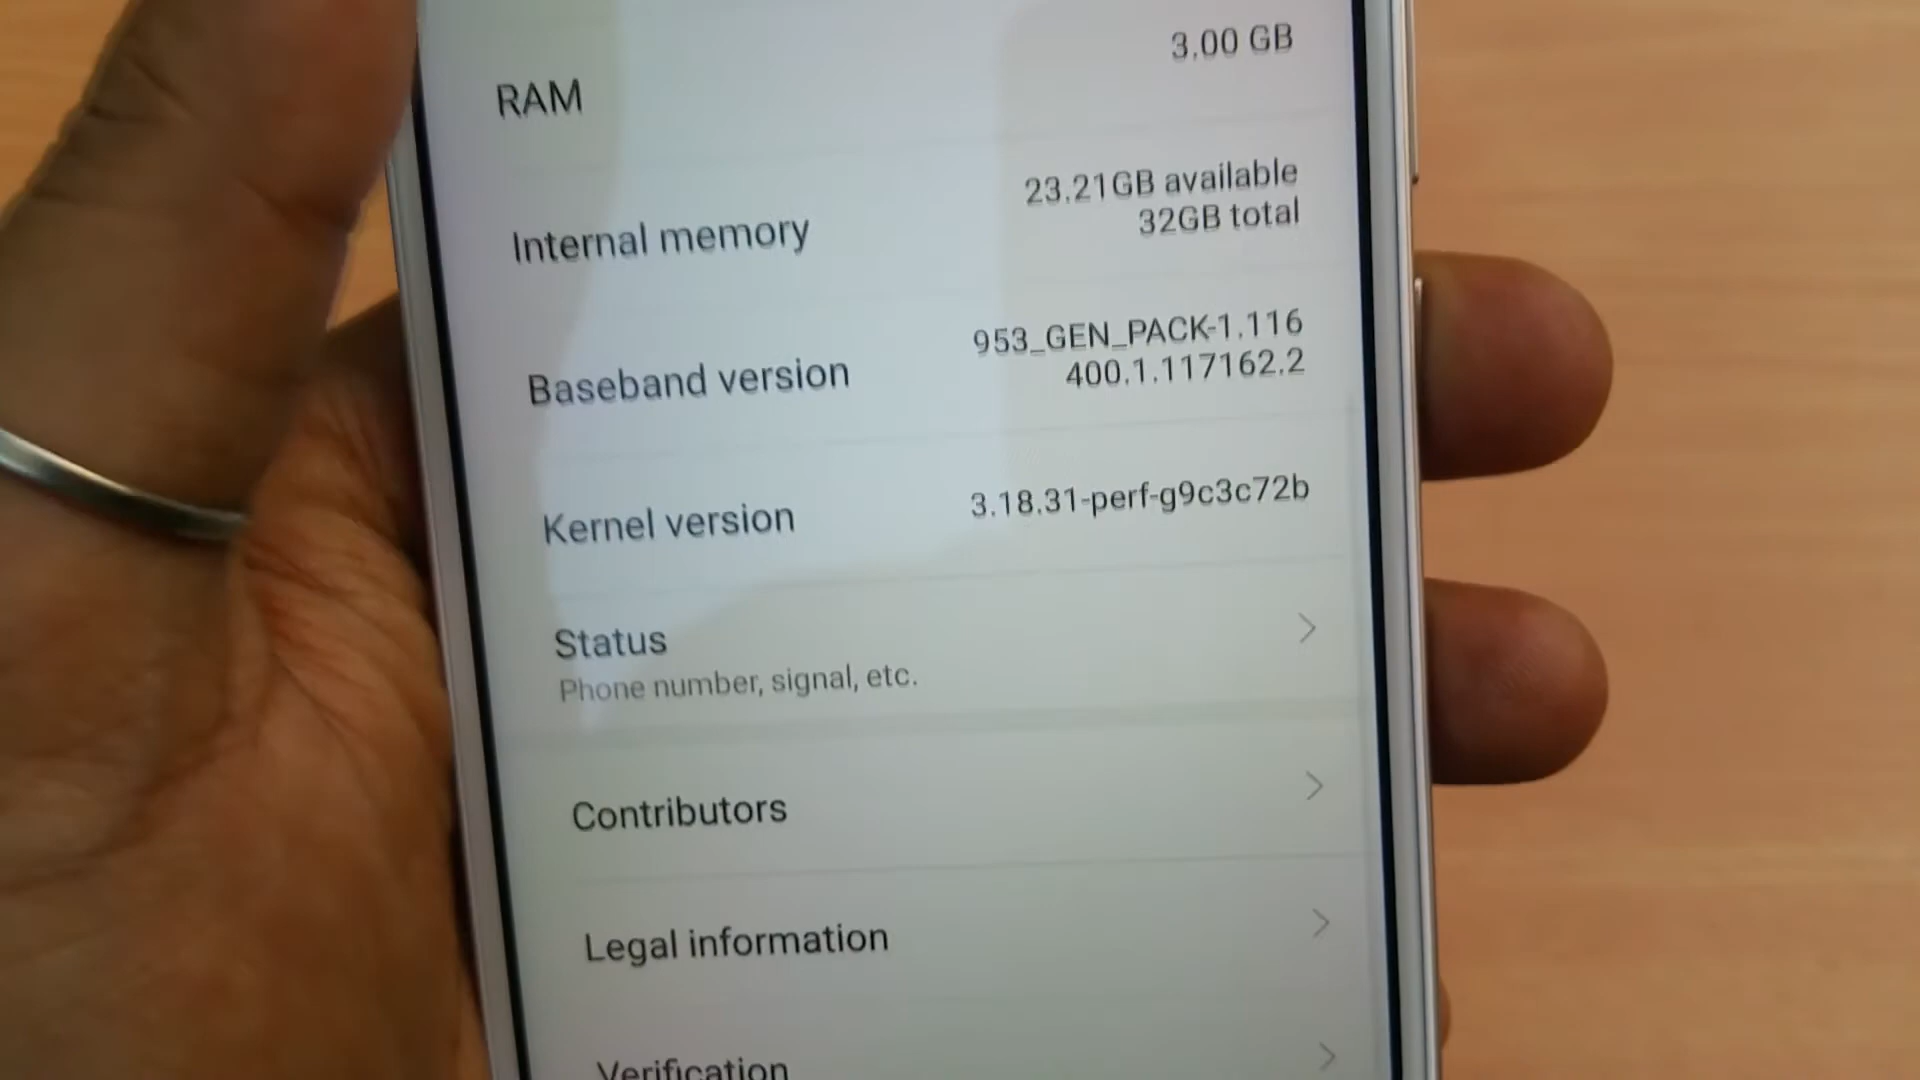 3.00 GB
RAM
23.21GB available
Internal memory
32GB total
953_GEN_PACK-1.116
Baseband version
400.1.117162.2
Kernel version
3.18.31-perf-g9c3c72b
Status
Phone number, signal, etc.
Contributors
Legal information
Verification